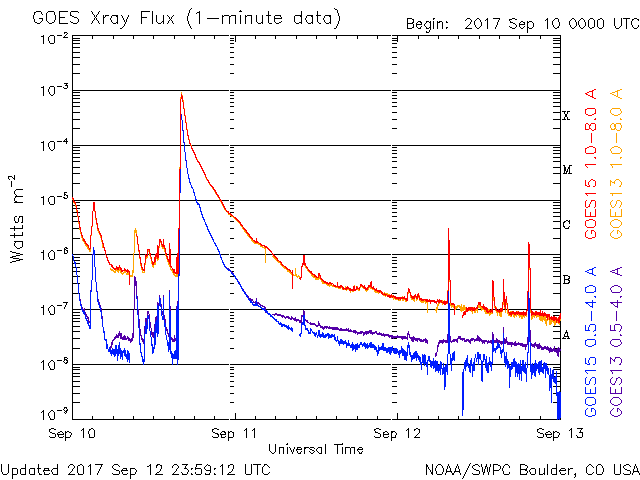 GOES Xray Flux (1-minute data)
Begin: 2017 Sep 10 0000 UTC
10⁻²
10⁻³
10⁻⁴
10⁻⁵
10⁻⁶
10⁻⁷
10⁻⁸
10⁻⁹
Watts m⁻²
X
M
C
B
A
GOES15 1.0-8.0 A
GOES13 1.0-8.0 A
GOES15 0.5-4.0 A
GOES13 0.5-4.0 A
Sep 10
Sep 11
Sep 12
Sep 13
Universal Time
Updated 2017 Sep 12 23:59:12 UTC
NOAA/SWPC Boulder, CO USA